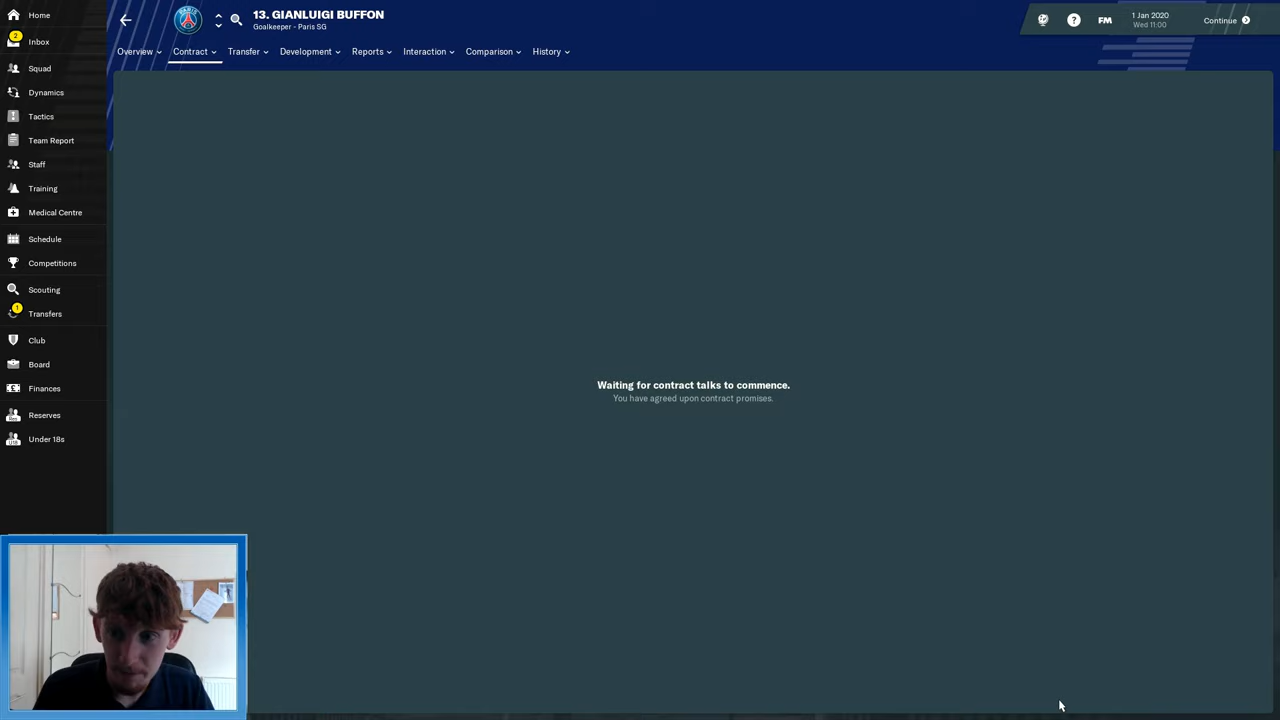 13. GIANLUIGI BUFFON
Goalkeeper - Paris SG
1 Jan 2020
Wed 11:00
Continue
FM
?
Overview
Contract
Transfer
Development
Reports
Interaction
Comparison
History
Home
2
Inbox
Squad
Dynamics
Tactics
Team Report
Staff
Training
Medical Centre
Schedule
Competitions
Scouting
1
Transfers
Club
Board
Finances
Reserves
Under 18s
Waiting for contract talks to commence.
You have agreed upon contract promises.